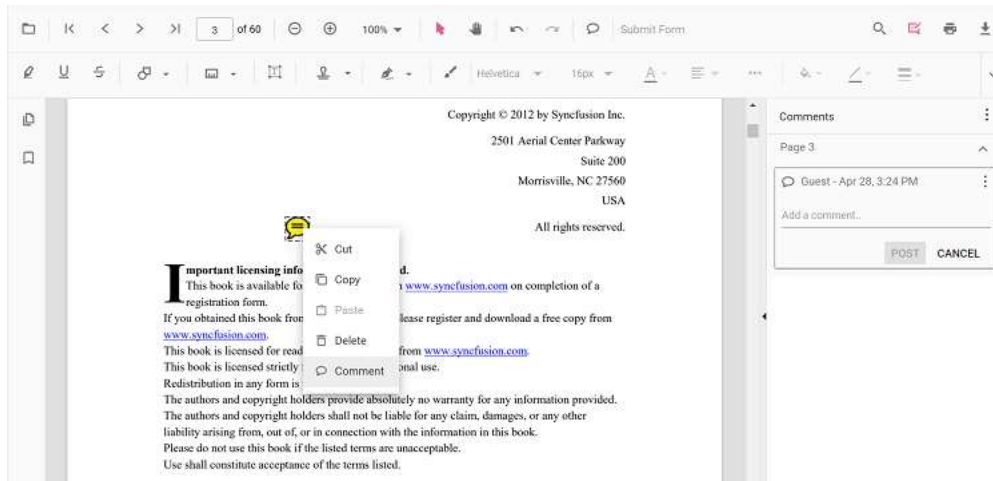 3 of 60 100% Submit Form
Helvetica 16px A
Copyright © 2012 by Syncfusion Inc.
2501 Aerial Center Parkway
Suite 200
Morrisville, NC 27560
USA
All rights reserved.
Important licensing info d.
This book is available fo www.syncfusion.com on completion of a
registration form.
If you obtained this book from lease register and download a free copy from
www.syncfusion.com.
This book is licensed for read from www.syncfusion.com.
This book is licensed strictly onal use.
Redistribution in any form is
The authors and copyright holders provide absolutely no warranty for any information provided.
The authors and copyright holders shall not be liable for any claim, damages, or any other
liability arising from, out of, or in connection with the information in this book.
Please do not use this book if the listed terms are unacceptable.
Use shall constitute acceptance of the terms listed.
Cut
Copy
Paste
Delete
Comment
Comments
Page 3
Guest - Apr 28, 3:24 PM
Add a comment..
POST CANCEL